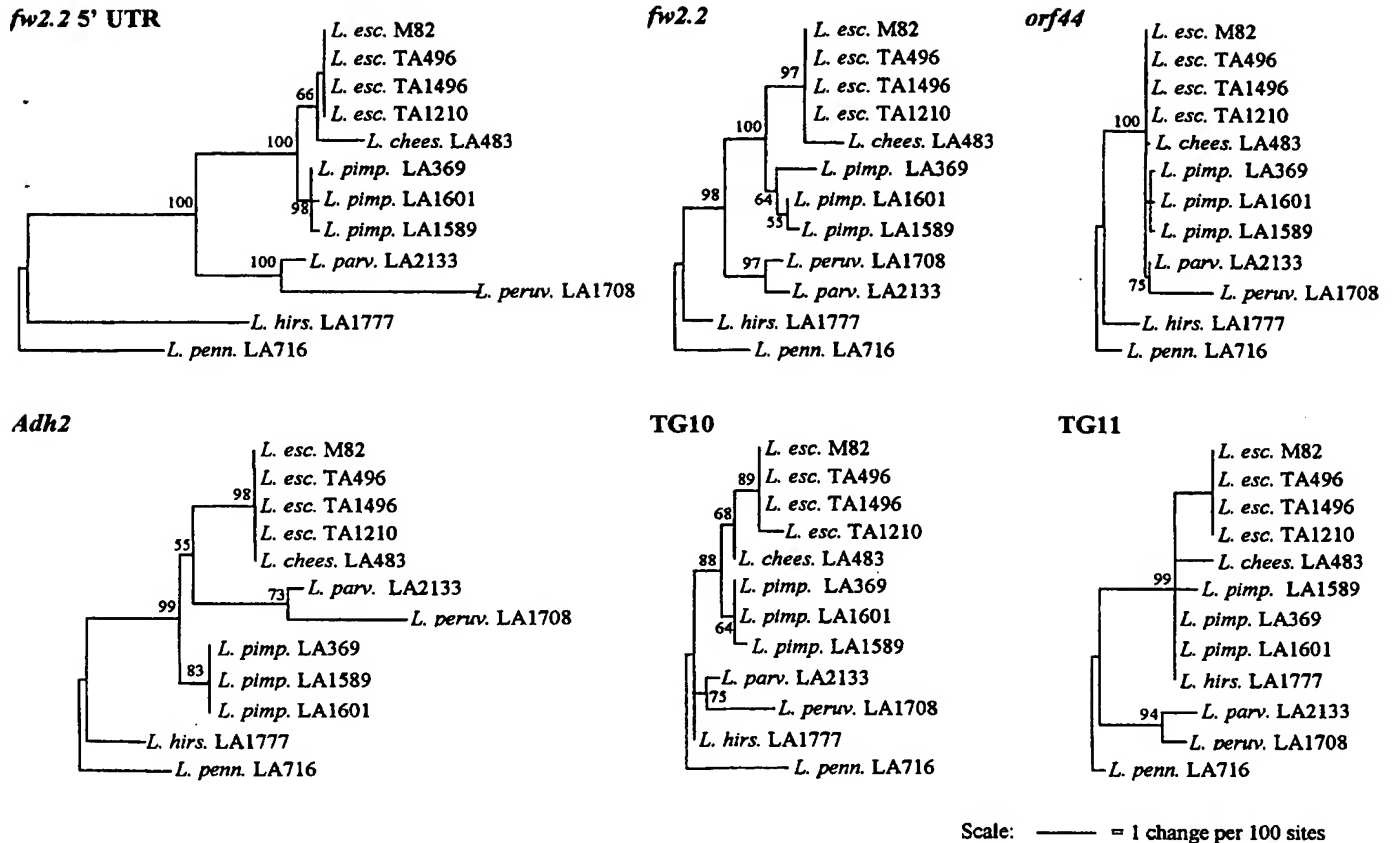 fw2.2 5' UTR
L. esc. M82
L. esc. TA496
L. esc. TA1496
L. esc. TA1210
L. chees. LA483
L. pimp. LA369
L. pimp. LA1601
L. pimp. LA1589
L. parv. LA2133
L. peruv. LA1708
L. hirs. LA1777
L. penn. LA716
66
100
98
100
100
fw2.2
L. esc. M82
L. esc. TA496
L. esc. TA1496
L. esc. TA1210
L. chees. LA483
L. pimp. LA369
L. pimp. LA1601
L. pimp. LA1589
L. peruv. LA1708
L. parv. LA2133
L. hirs. LA1777
L. penn. LA716
97
100
98
64
55
97
orf44
L. esc. M82
L. esc. TA496
L. esc. TA1496
L. esc. TA1210
L. chees. LA483
L. pimp. LA369
L. pimp. LA1601
L. pimp. LA1589
L. parv. LA2133
L. peruv. LA1708
L. hirs. LA1777
L. penn. LA716
100
75
Adh2
L. esc. M82
L. esc. TA496
L. esc. TA1496
L. esc. TA1210
L. chees. LA483
L. parv. LA2133
L. peruv. LA1708
L. pimp. LA369
L. pimp. LA1589
L. pimp. LA1601
L. hirs. LA1777
L. penn. LA716
98
55
73
99
83
TG10
L. esc. M82
L. esc. TA496
L. esc. TA1496
L. esc. TA1210
L. chees. LA483
L. pimp. LA369
L. pimp. LA1601
L. pimp. LA1589
L. parv. LA2133
L. peruv. LA1708
L. hirs. LA1777
L. penn. LA716
89
68
88
64
75
TG11
L. esc. M82
L. esc. TA496
L. esc. TA1496
L. esc. TA1210
L. chees. LA483
L. pimp. LA1589
L. pimp. LA369
L. pimp. LA1601
L. hirs. LA1777
L. parv. LA2133
L. peruv. LA1708
L. penn. LA716
99
94
Scale: = 1 change per 100 sites